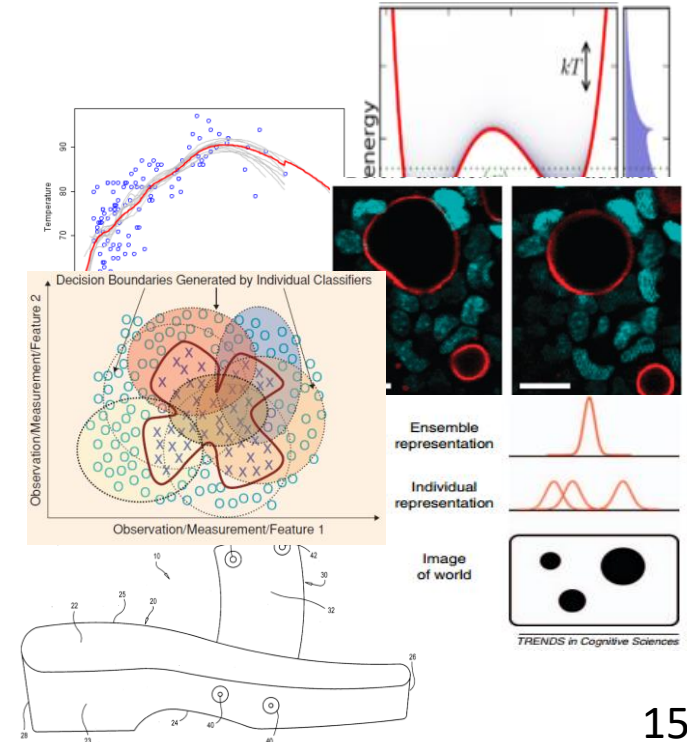 kT
energy
90
80
70
Temperature
Decision Boundaries Generated by Individual Classifiers
Observation/Measurement/Feature 2
Observation/Measurement/Feature 1
Ensemble
representation
Individual
representation
Image
of world
TRENDS in Cognitive Sciences
10
42
30
32
25
20
22
26
24
40
28
15